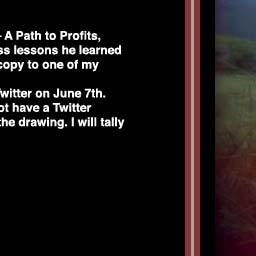 - A Path to Profits,
ss lessons he learned
copy to one of my
Twitter on June 7th.
ot have a Twitter
the drawing. I will tally